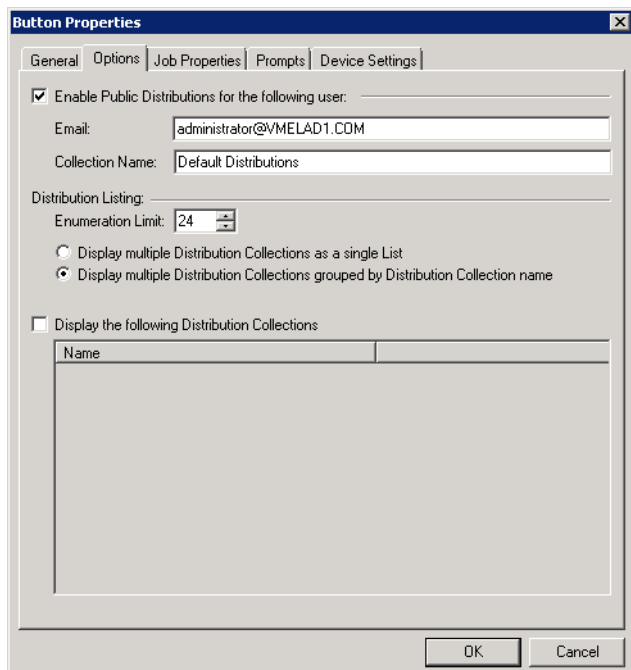 Button Properties
General Options Job Properties Prompts Device Settings
Enable Public Distributions for the following user:
Email: administrator@VMELAD1.COM
Collection Name: Default Distributions
Distribution Listing:
Enumeration Limit: 24
Display multiple Distribution Collections as a single List
Display multiple Distribution Collections grouped by Distribution Collection name
Display the following Distribution Collections
Name
OK Cancel